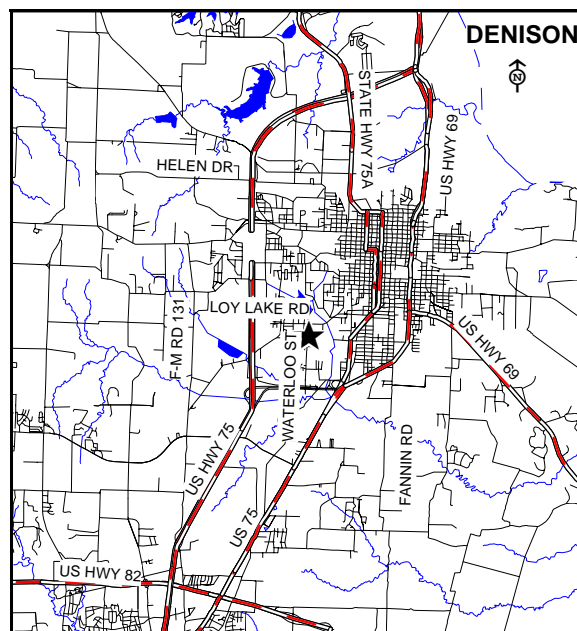 DENISON
N
STATE HWY 75A
US HWY 69
HELEN DR
LOY LAKE RD
F-M RD 131
WATERLOO ST
US HWY 69
US HWY 75
US 75
FANNIN RD
US HWY 82